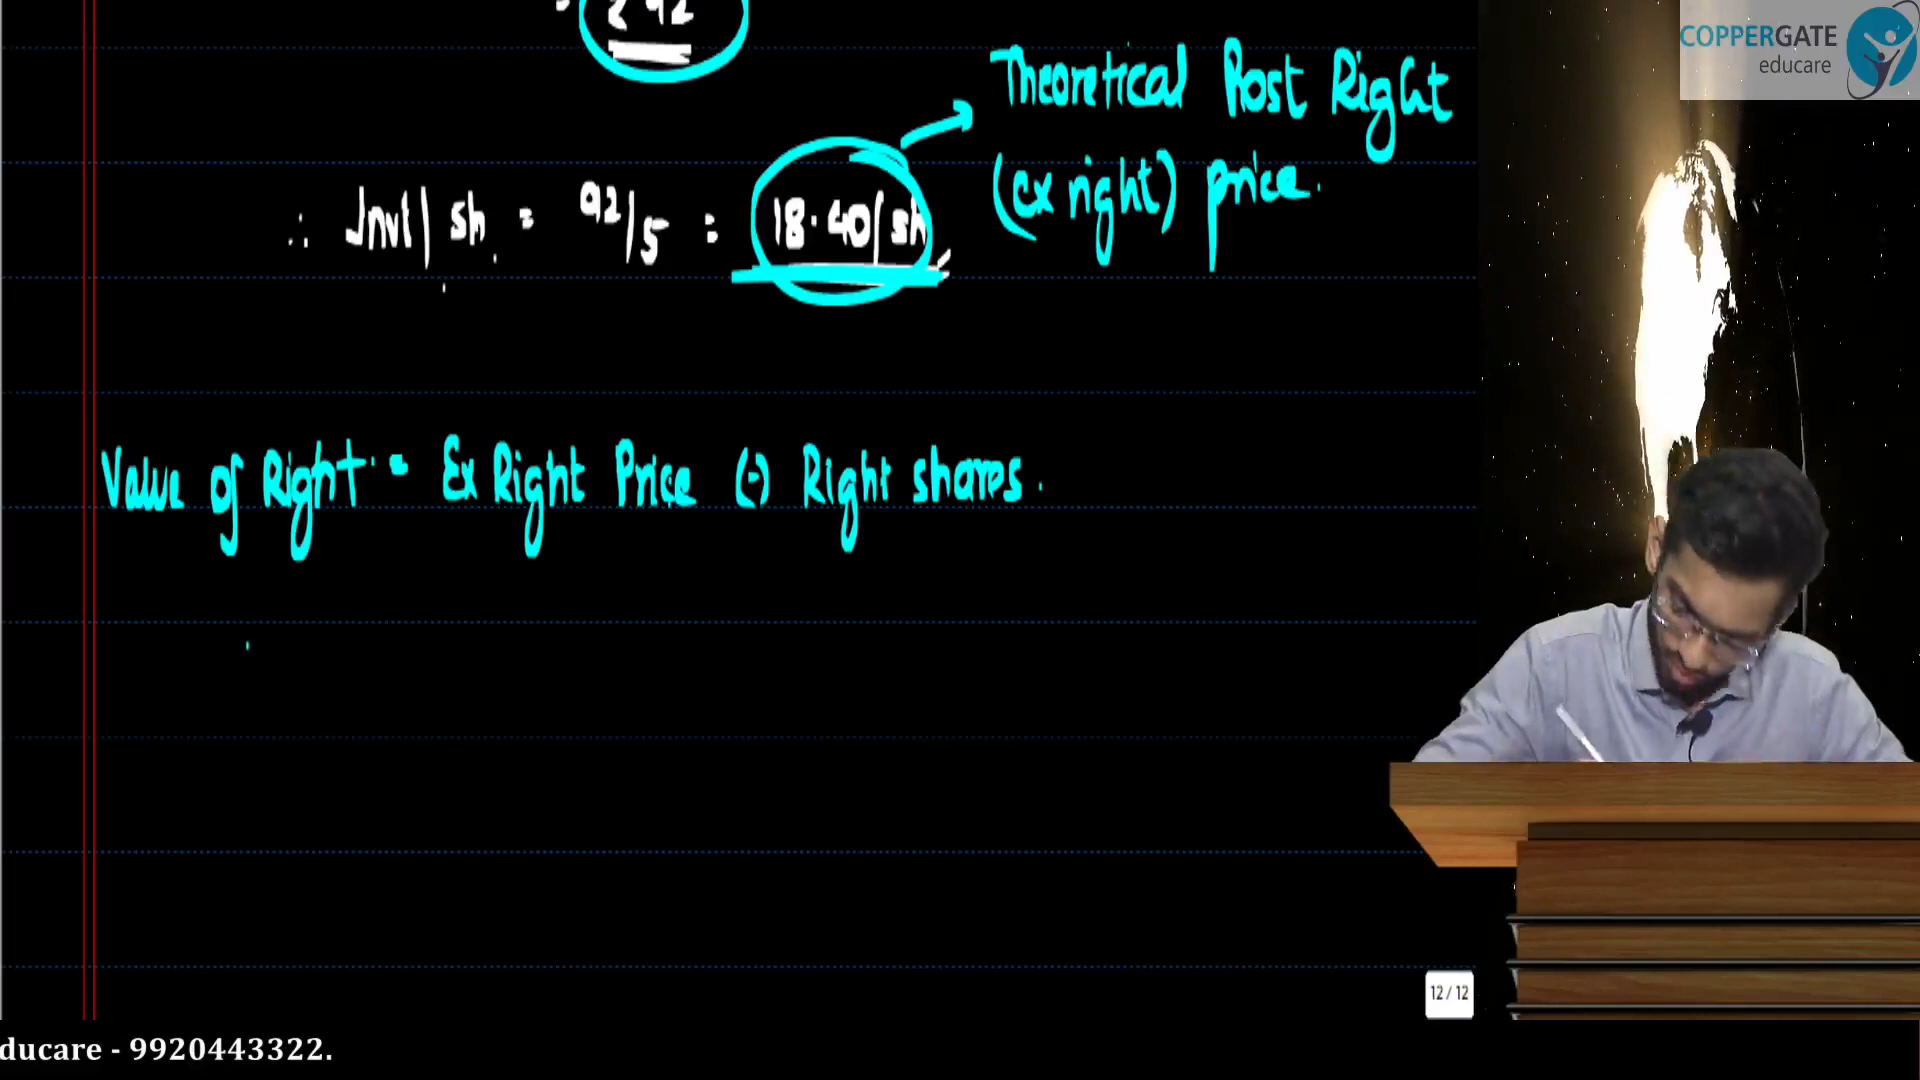 COPPERGATE
educare
Theoretical Post Right
(ex right) price.
∴ Invt/sh. = 92/5 = 18.40/sh
Value of Right = Ex Right Price (-) Right shares.
12/12
ducare - 9920443322.